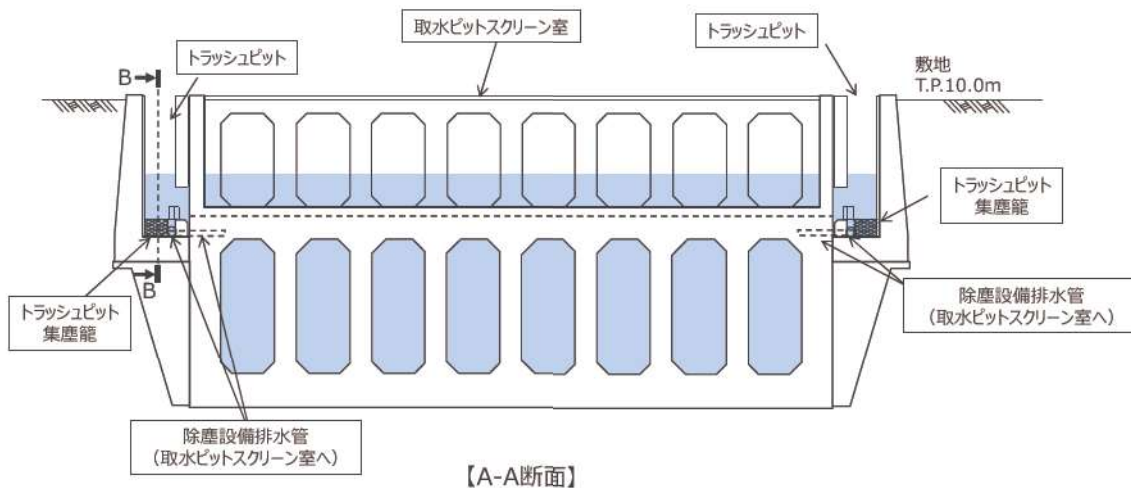 取水ピットスクリーン室
トラッシュピット
トラッシュピット
敷地
T.P.10.0m
B
トラッシュピット
集塵籠
B
トラッシュピット
集塵籠
除塵設備排水管
（取水ピットスクリーン室へ）
除塵設備排水管
（取水ピットスクリーン室へ）
【A-A断面】